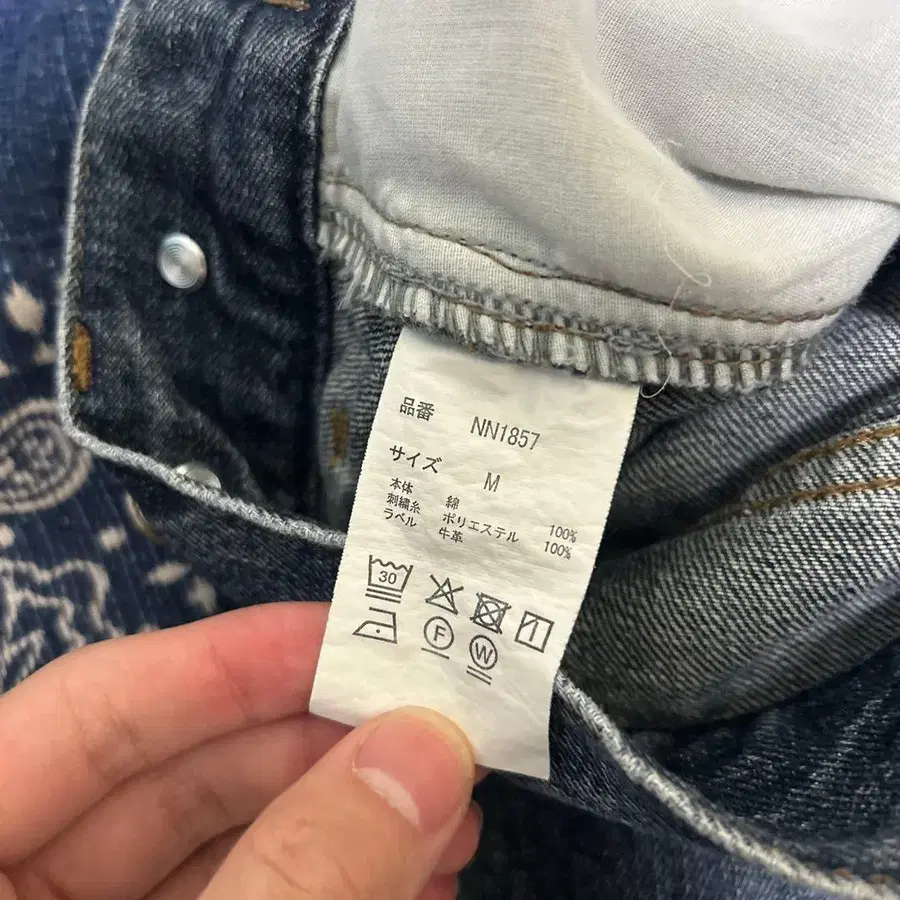 品番 NN1857
サイズ M
本体 綿 100%
刺繍糸 ポリエステル 100%
ラベル 牛革
30
F W